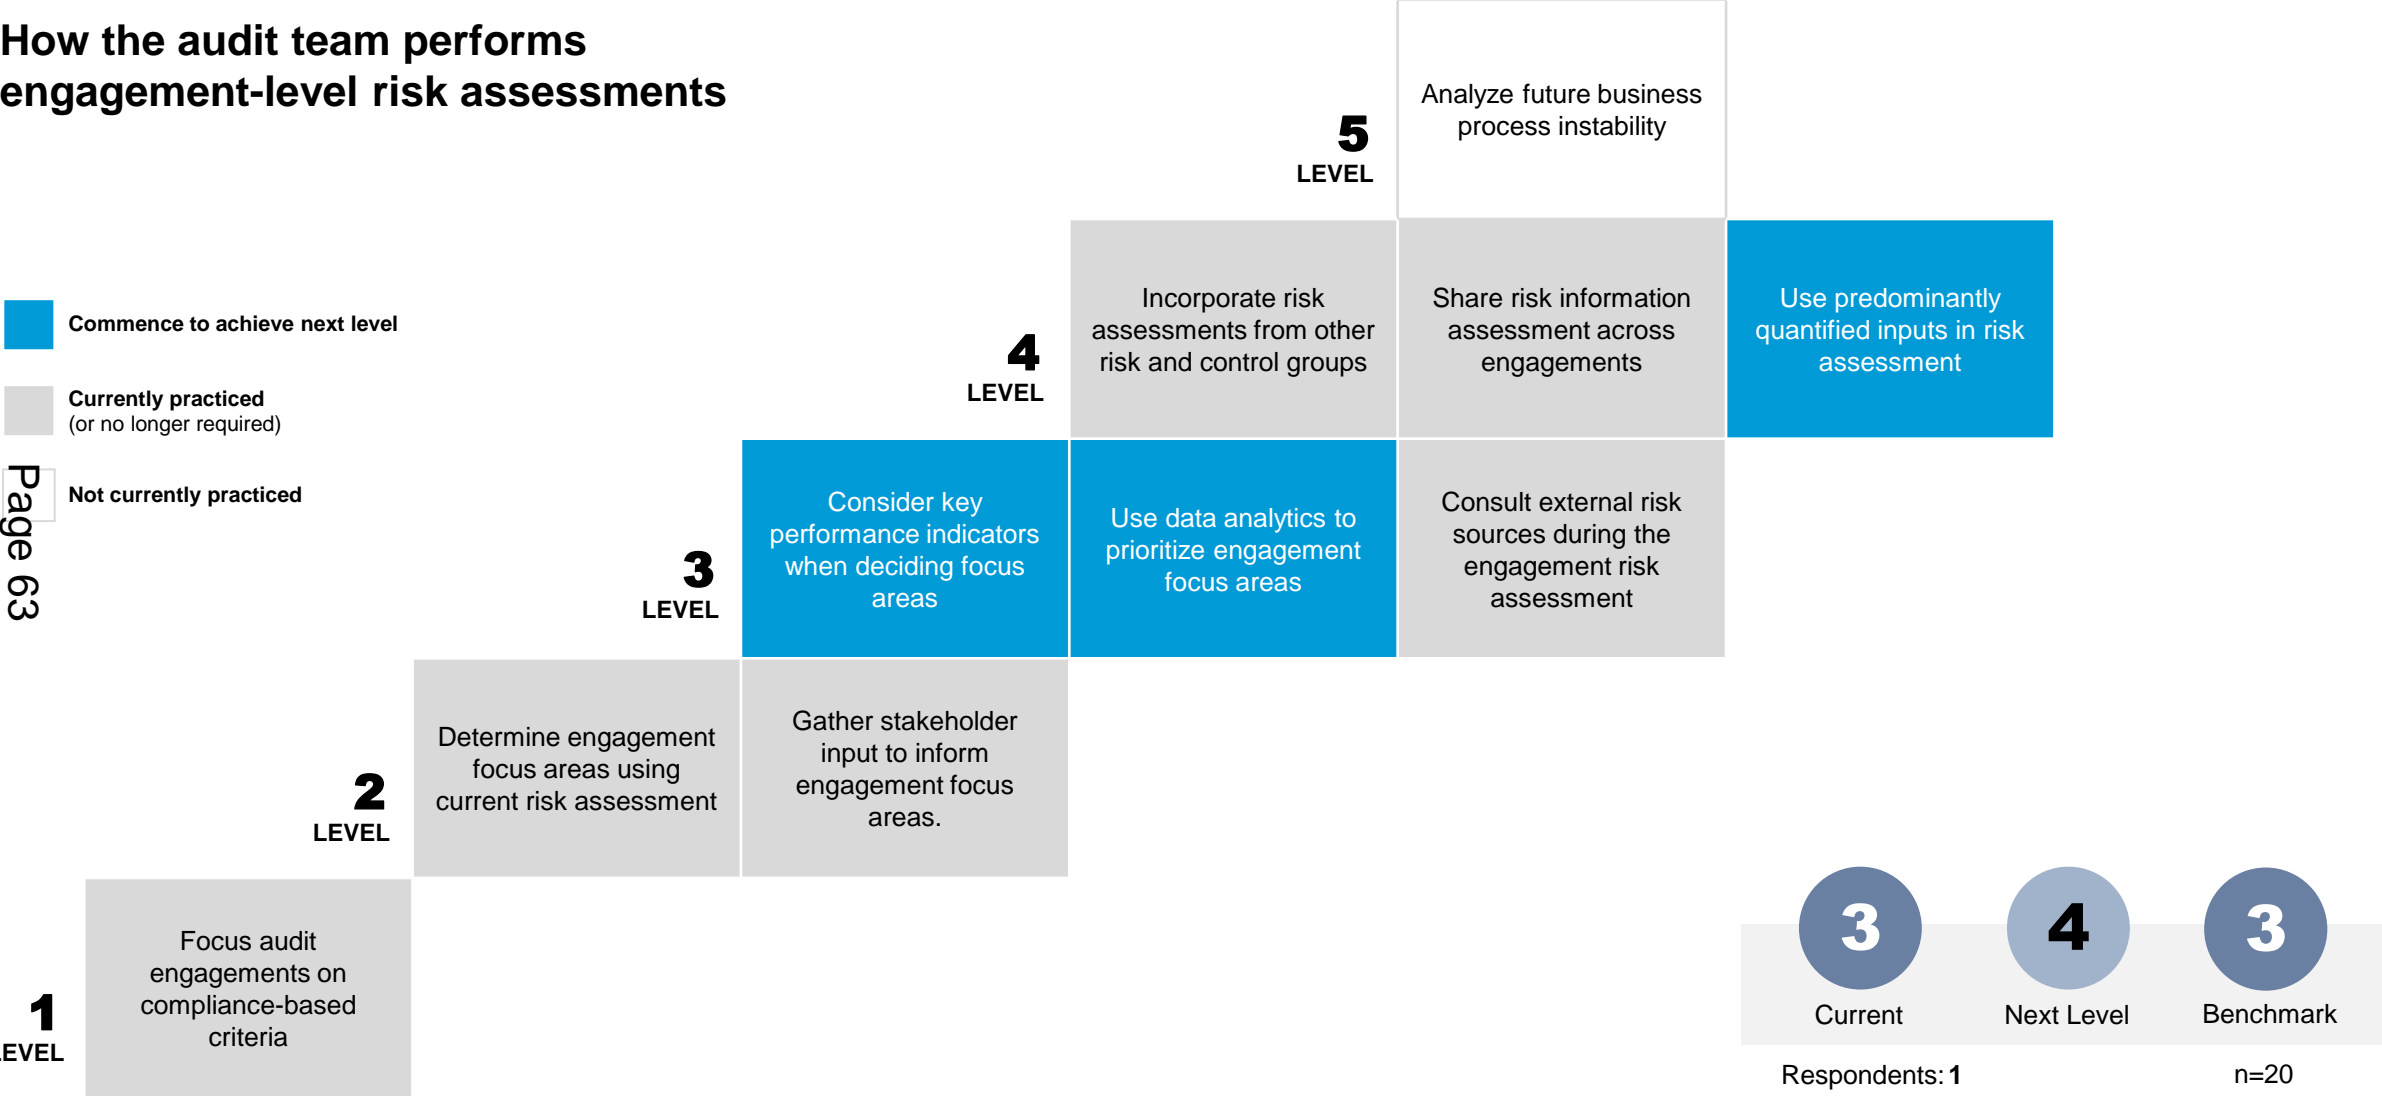 How the audit team performs
engagement-level risk assessments
5
LEVEL
Analyze future business
process instability
Commence to achieve next level
Currently practiced
(or no longer required)
Not currently practiced
Page 63
4
LEVEL
Incorporate risk
assessments from other
risk and control groups
Share risk information
assessment across
engagements
Use predominantly
quantified inputs in risk
assessment
3
LEVEL
Consider key
performance indicators
when deciding focus
areas
Use data analytics to
prioritize engagement
focus areas
Consult external risk
sources during the
engagement risk
assessment
2
LEVEL
Determine engagement
focus areas using
current risk assessment
Gather stakeholder
input to inform
engagement focus
areas.
1
LEVEL
Focus audit
engagements on
compliance-based
criteria
3
Current
4
Next Level
3
Benchmark
Respondents: 1
n=20